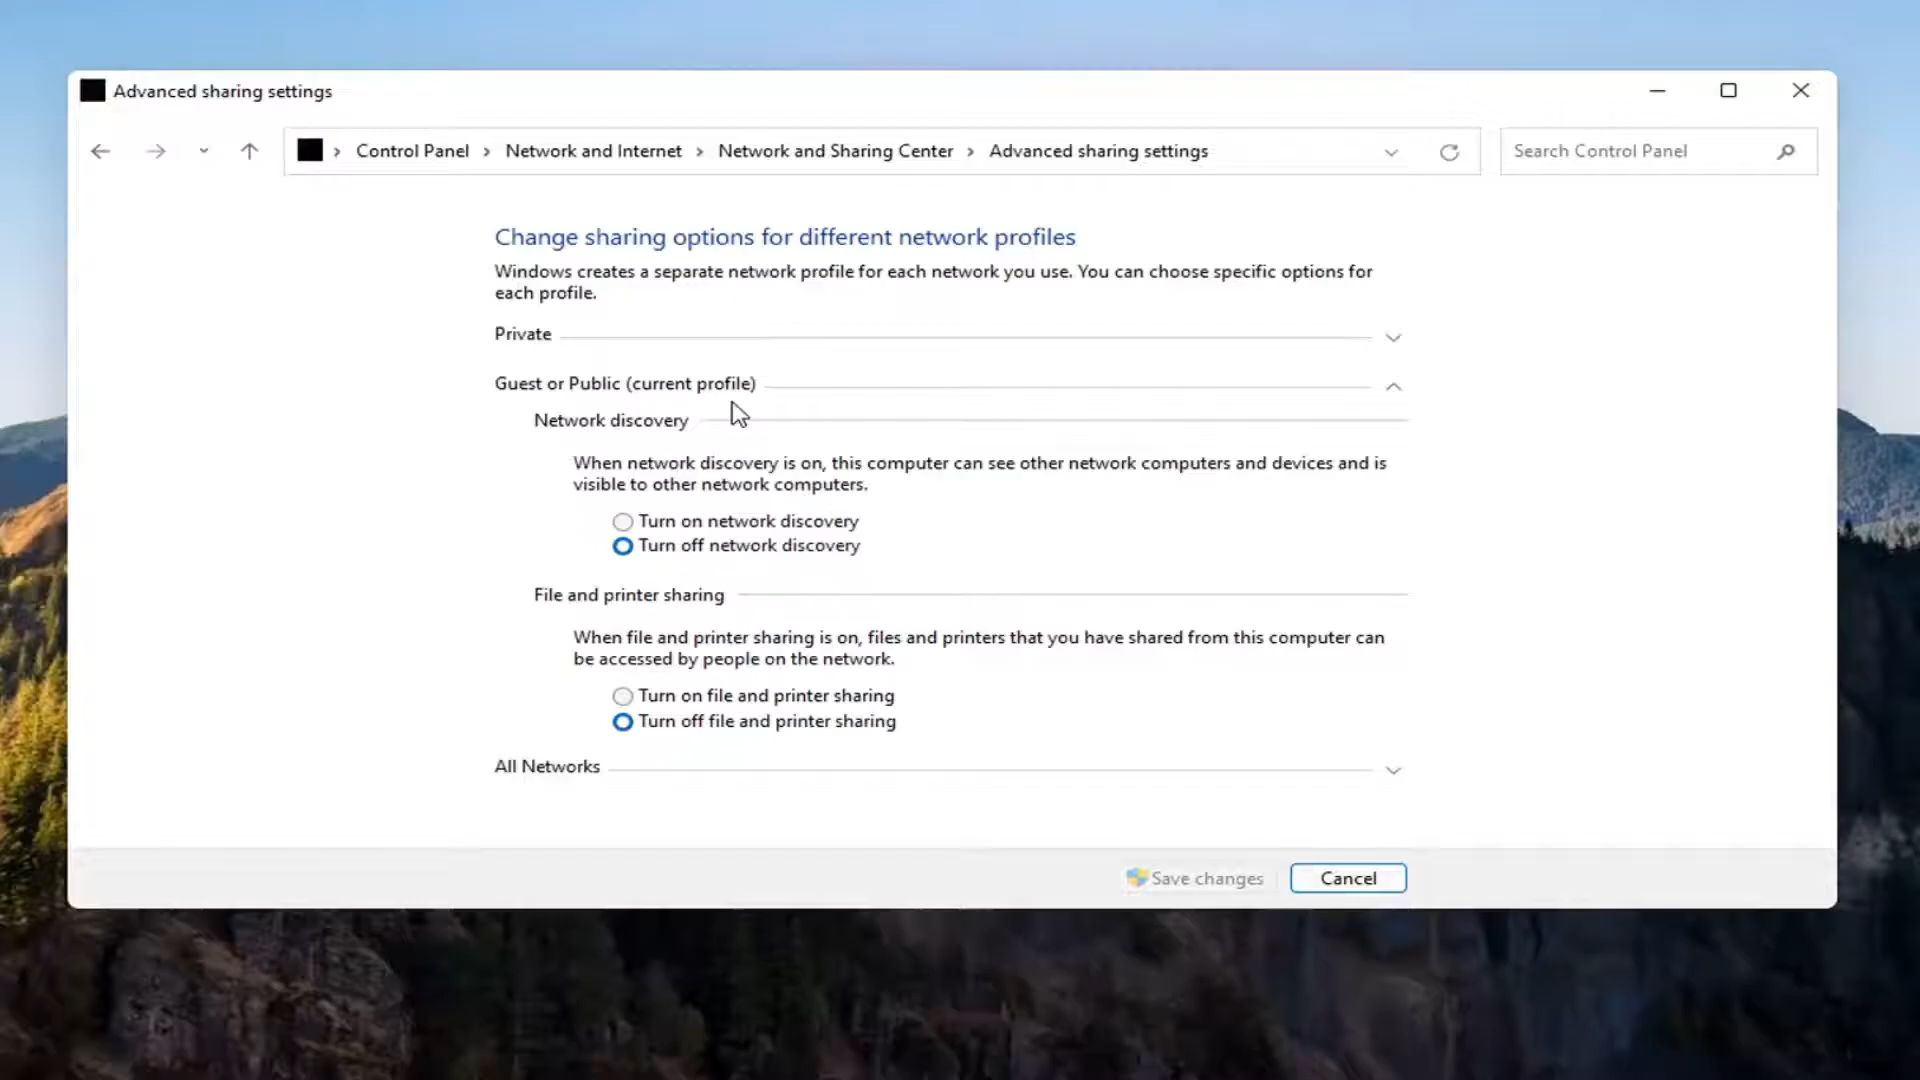 Advanced sharing settings
Control Panel > Network and Internet > Network and Sharing Center > Advanced sharing settings
Search Control Panel
Change sharing options for different network profiles
Windows creates a separate network profile for each network you use. You can choose specific options for
each profile.
Private
Guest or Public (current profile)
Network discovery
When network discovery is on, this computer can see other network computers and devices and is
visible to other network computers.
Turn on network discovery
Turn off network discovery
File and printer sharing
When file and printer sharing is on, files and printers that you have shared from this computer can
be accessed by people on the network.
Turn on file and printer sharing
Turn off file and printer sharing
All Networks
Save changes
Cancel